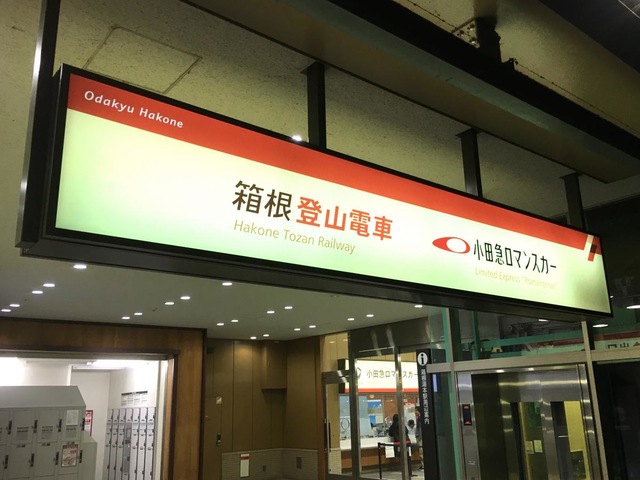 Odakyu Hakone
箱根登山電車
Hakone Tozan Railway
小田急ロマンスカー
Limited Express "Romancecar"
小田急ロマンスカー